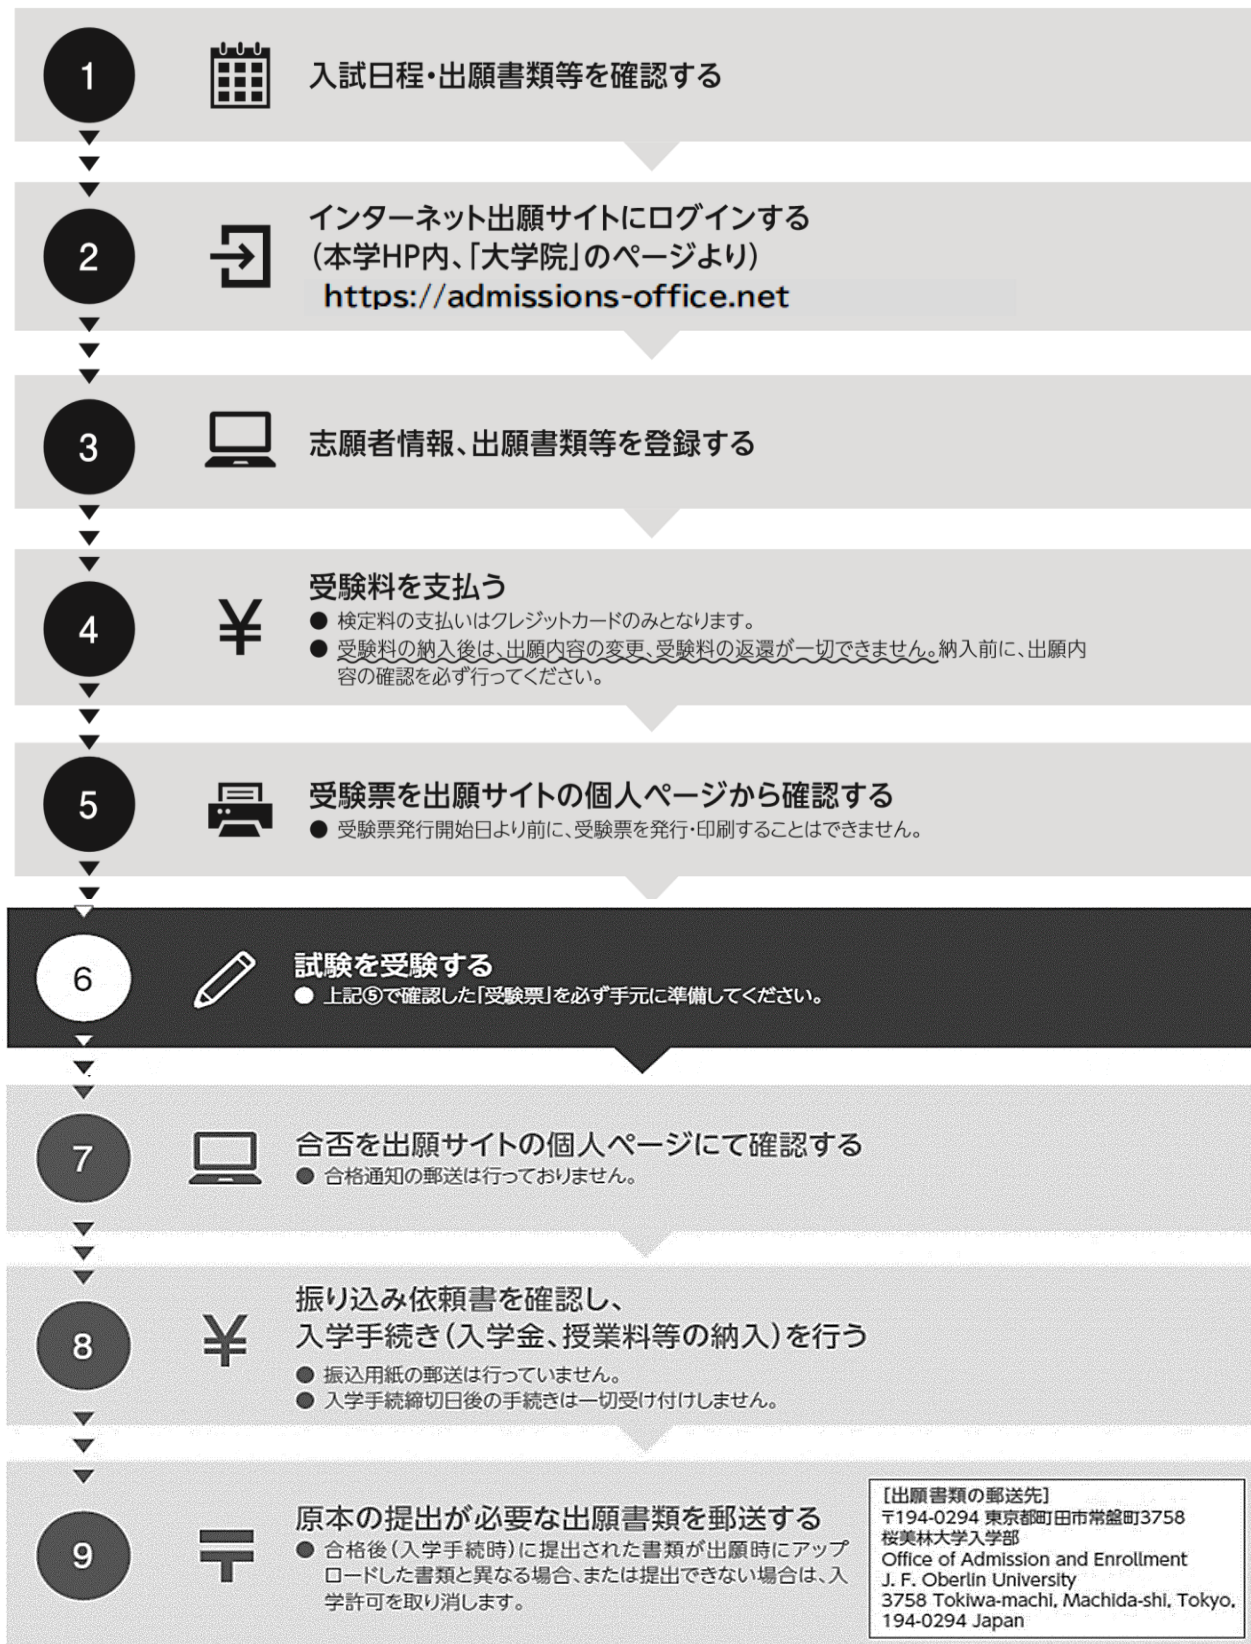 1
入試日程・出願書類等を確認する
2
インターネット出願サイトにログインする
(本学HP内、「大学院」のページより)
https://admissions-office.net
3
志願者情報、出願書類等を登録する
4
¥
受験料を支払う
● 検定料の支払いはクレジットカードのみとなります。
● 受験料の納入後は、出願内容の変更、受験料の返還が一切できません。納入前に、出願内
容の確認を必ず行ってください。
5
受験票を出願サイトの個人ページから確認する
● 受験票発行開始日より前に、受験票を発行・印刷することはできません。
6
試験を受験する
● 上記⑤で確認した「受験票」を必ず手元に準備してください。
7
合否を出願サイトの個人ページにて確認する
● 合格通知の郵送は行っておりません。
8
¥
振り込み依頼書を確認し、
入学手続き(入学金、授業料等の納入)を行う
● 振込用紙の郵送は行っていません。
● 入学手続締切日後の手続きは一切受け付けしません。
9
〒
原本の提出が必要な出願書類を郵送する
● 合格後(入学手続時)に提出された書類が出願時にアップ
ロードした書類と異なる場合、または提出できない場合は、入
学許可を取り消します。
[出願書類の郵送先]
〒194-0294 東京都町田市常盤町3758
桜美林大学入学部
Office of Admission and Enrollment
J. F. Oberlin University
3758 Tokiwa-machi, Machida-shi, Tokyo,
194-0294 Japan